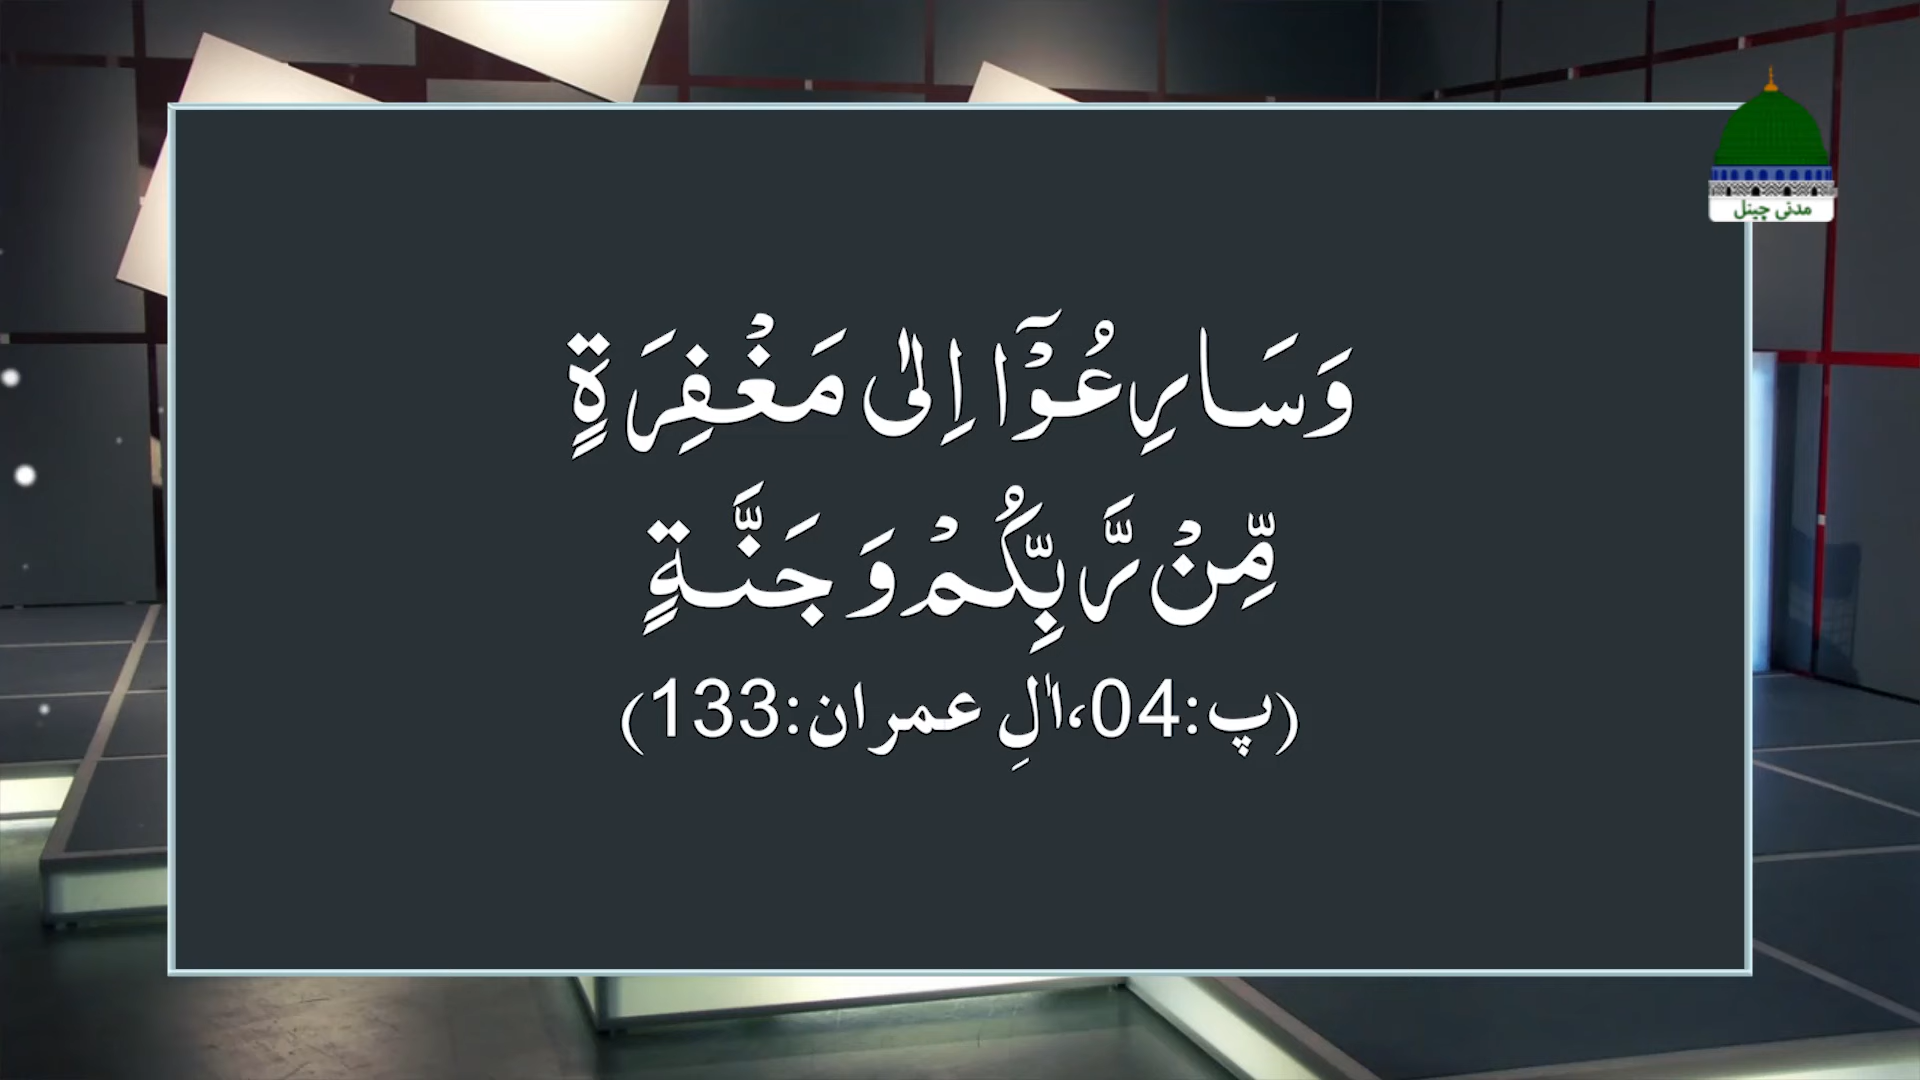 مدنی چینل
وَسَارِعُوْۤا اِلٰى مَغْفِرَةٍ
مِّنْ رَّبِّكُمْ وَ جَنَّةٍ
(پ:04،اٰلِ عمران:133)